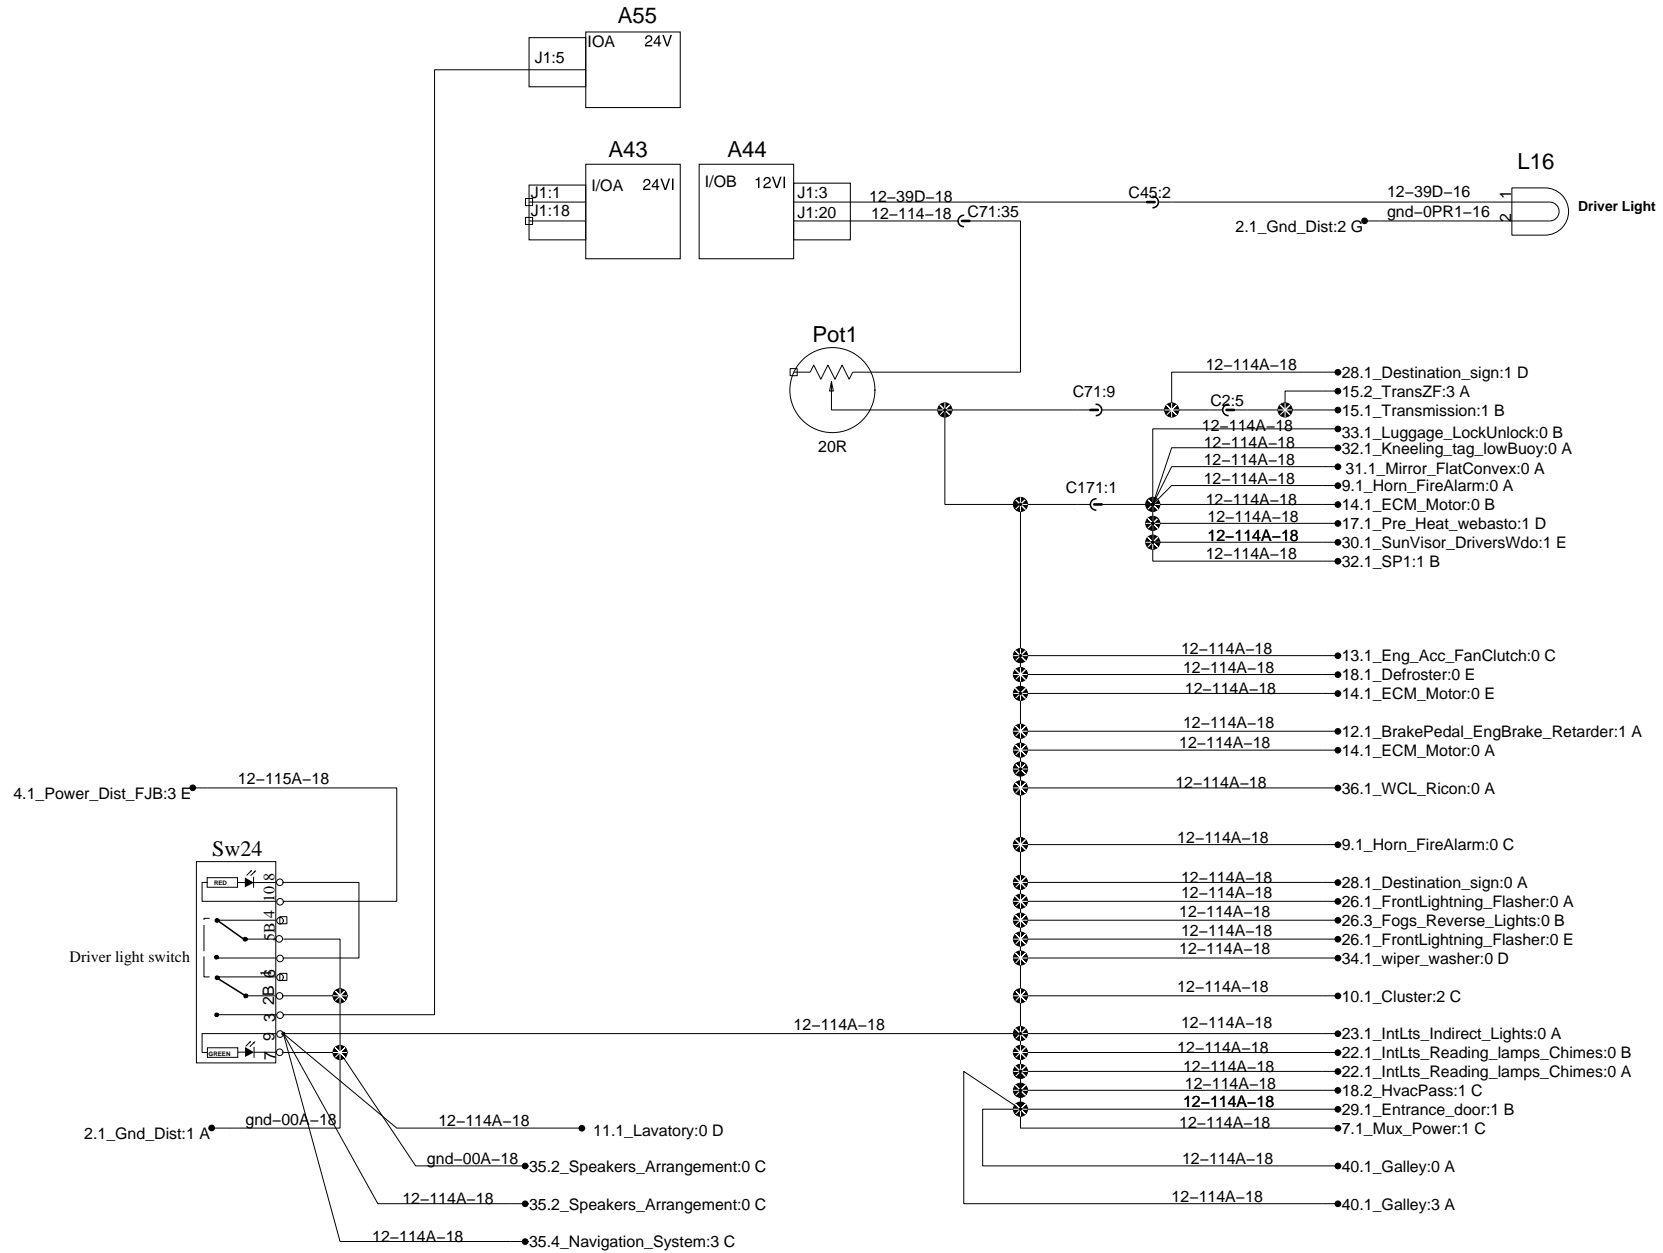 A55
IOA 24V
J1:5
A43
I/OA 24VI
J1:1
J1:18
A44
I/OB 12VI
J1:3
J1:20
12-39D-18
12-114-18
C71:35
C45:2
L16
12-39D-16
1
gnd-0PR1-16
2
2.1_Gnd_Dist:2 G
Driver Light
Pot1
20R
C71:9
C2:5
C171:1
12-114A-18
28.1_Destination_sign:1 D
15.2_TransZF:3 A
15.1_Transmission:1 B
12-114A-18
33.1_Luggage_LockUnlock:0 B
12-114A-18
32.1_Kneeling_tag_lowBuoy:0 A
12-114A-18
31.1_Mirror_FlatConvex:0 A
12-114A-18
9.1_Horn_FireAlarm:0 A
12-114A-18
14.1_ECM_Motor:0 B
12-114A-18
17.1_Pre_Heat_webasto:1 D
12-114A-18
30.1_SunVisor_DriversWdo:1 E
12-114A-18
32.1_SP1:1 B
12-114A-18
13.1_Eng_Acc_FanClutch:0 C
12-114A-18
18.1_Defroster:0 E
12-114A-18
14.1_ECM_Motor:0 E
12-114A-18
12.1_BrakePedal_EngBrake_Retarder:1 A
12-114A-18
14.1_ECM_Motor:0 A
12-114A-18
36.1_WCL_Ricon:0 A
12-114A-18
9.1_Horn_FireAlarm:0 C
12-114A-18
28.1_Destination_sign:0 A
12-114A-18
26.1_FrontLightning_Flasher:0 A
12-114A-18
26.3_Fogs_Reverse_Lights:0 B
12-114A-18
26.1_FrontLightning_Flasher:0 E
12-114A-18
34.1_wiper_washer:0 D
12-114A-18
10.1_Cluster:2 C
12-114A-18
23.1_IntLts_Indirect_Lights:0 A
12-114A-18
22.1_IntLts_Reading_lamps_Chimes:0 B
12-114A-18
22.1_IntLts_Reading_lamps_Chimes:0 A
12-114A-18
18.2_HvacPass:1 C
12-114A-18
29.1_Entrance_door:1 B
12-114A-18
7.1_Mux_Power:1 C
12-114A-18
40.1_Galley:0 A
12-114A-18
40.1_Galley:3 A
12-115A-18
4.1_Power_Dist_FJB:3 E
Sw24
RED
8
10
4
5B
Driver light switch
2B
3
9
GREEN
7
12-114A-18
gnd-00A-18
2.1_Gnd_Dist:1 A
12-114A-18
11.1_Lavatory:0 D
gnd-00A-18
35.2_Speakers_Arrangement:0 C
12-114A-18
35.2_Speakers_Arrangement:0 C
12-114A-18
35.4_Navigation_System:3 C